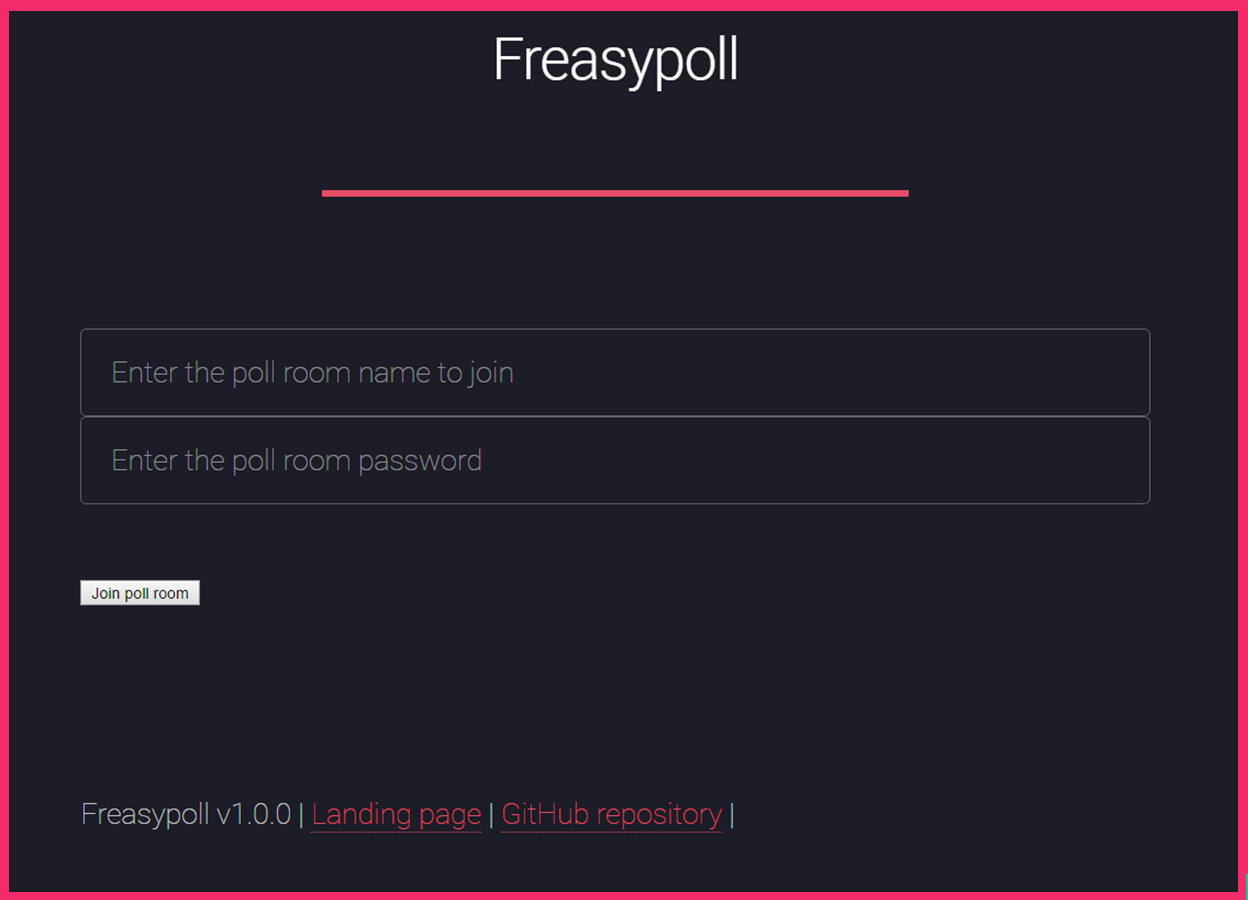 Freasypoll
Enter the poll room name to join
Enter the poll room password
Join poll room
Freasypoll v1.0.0 | Landing page | GitHub repository |